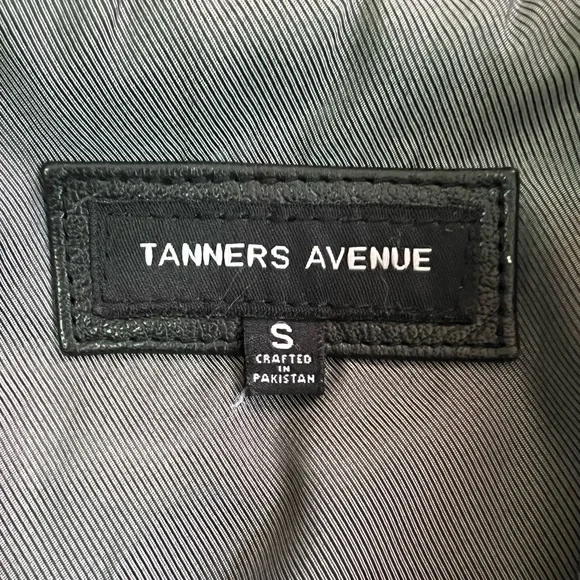 TANNERS AVENUE
S
CRAFTED
IN
PAKISTAN